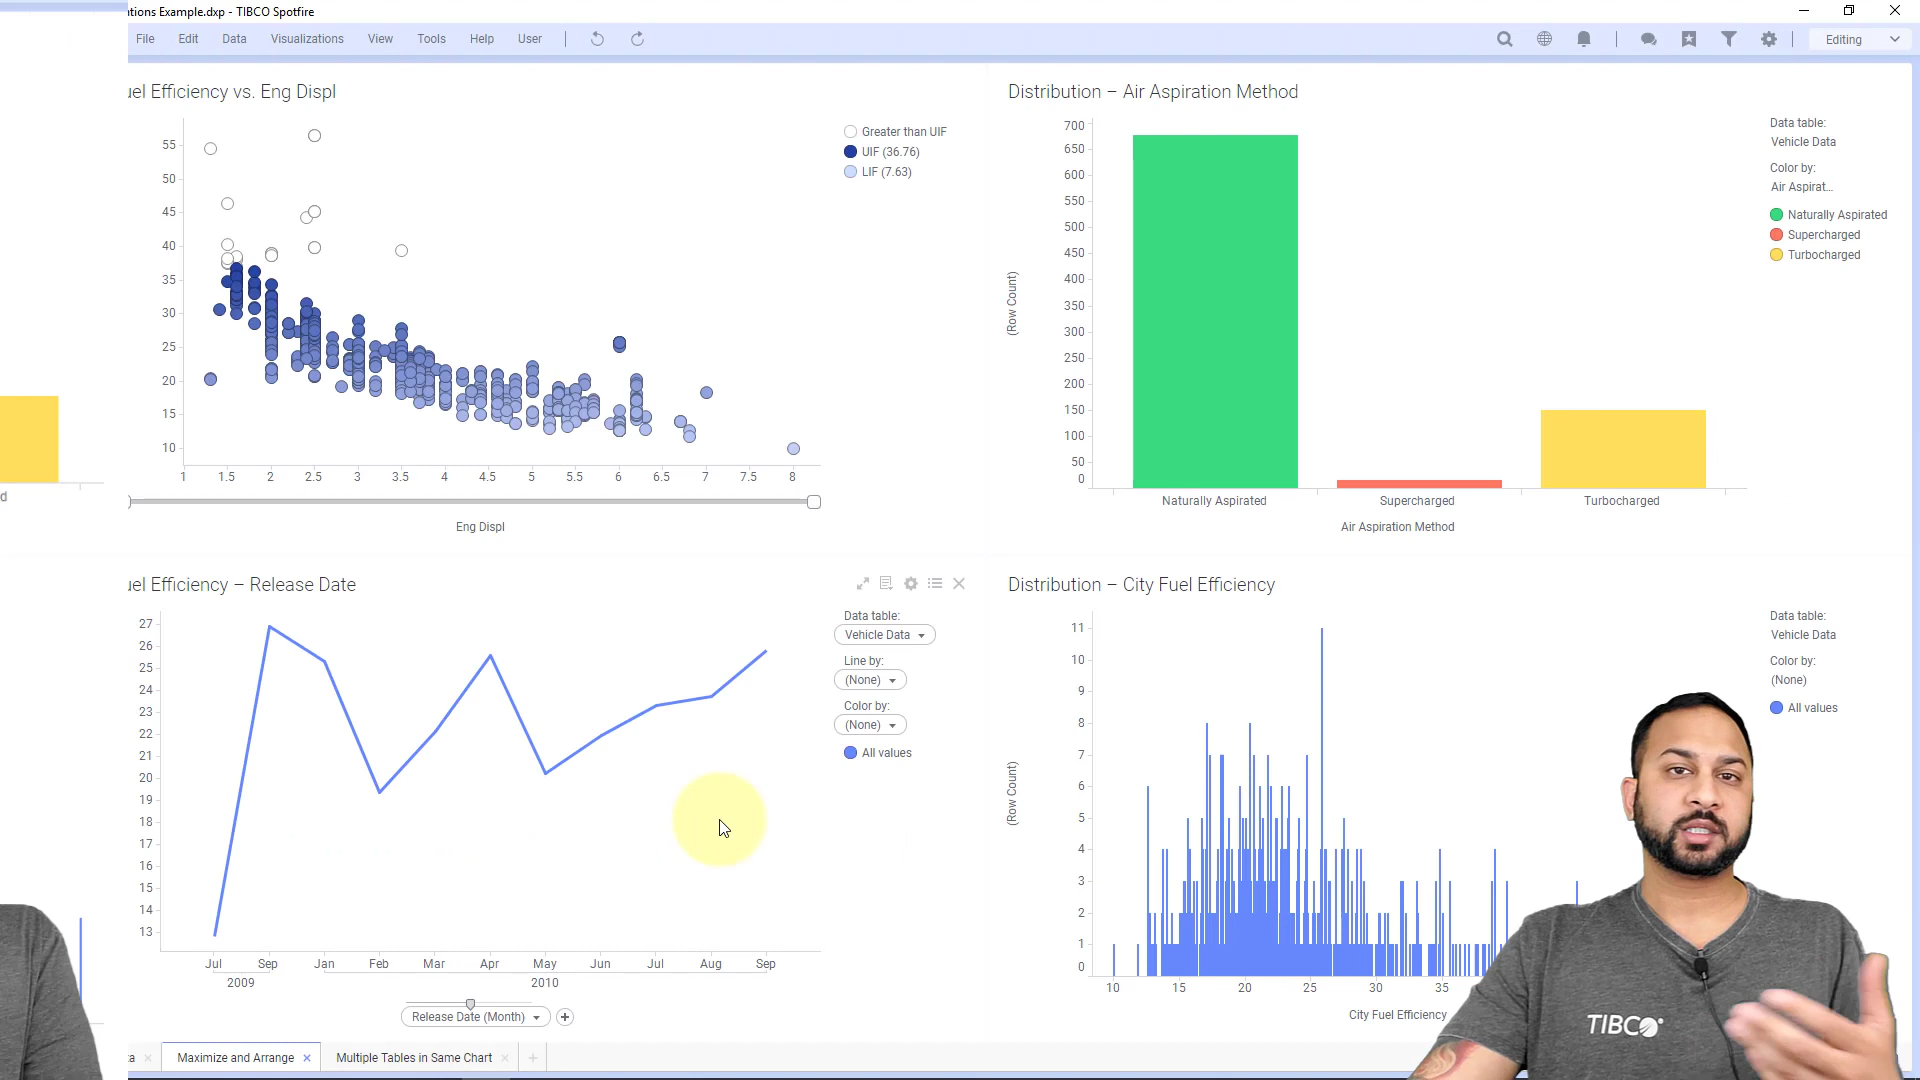 tions Example.dxp - TIBCO Spotfire
File Edit Data Visualizations View Tools Help User
Editing
uel Efficiency vs. Eng Displ
55
50
45
40
35
30
25
20
15
10
1 1.5 2 2.5 3 3.5 4 4.5 5 5.5 6 6.5 7 7.5 8
Eng Displ
Greater than UIF
UIF (36.76)
LIF (7.63)
Distribution – Air Aspiration Method
700
650
600
550
500
450
400
350
300
250
200
150
100
50
0
(Row Count)
Naturally Aspirated Supercharged Turbocharged
Air Aspiration Method
Data table:
Vehicle Data
Color by:
Air Aspirat...
Naturally Aspirated
Supercharged
Turbocharged
d
uel Efficiency – Release Date
27
26
25
24
23
22
21
20
19
18
17
16
15
14
13
Jul Sep Jan Feb Mar Apr May Jun Jul Aug Sep
2009 2010
Release Date (Month)
Data table:
Vehicle Data
Line by:
(None)
Color by:
(None)
All values
Distribution – City Fuel Efficiency
11
10
9
8
7
6
5
4
3
2
1
0
(Row Count)
10 15 20 25 30 35
City Fuel Efficiency
Data table:
Vehicle Data
Color by:
(None)
All values
TIBCO
ta Maximize and Arrange Multiple Tables in Same Chart